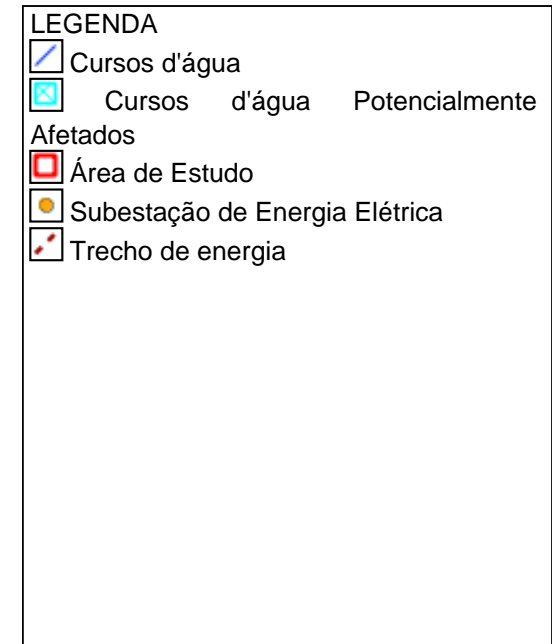 LEGENDA
Cursos d'água
Cursos d'água Potencialmente
Afetados
Área de Estudo
Subestação de Energia Elétrica
Trecho de energia